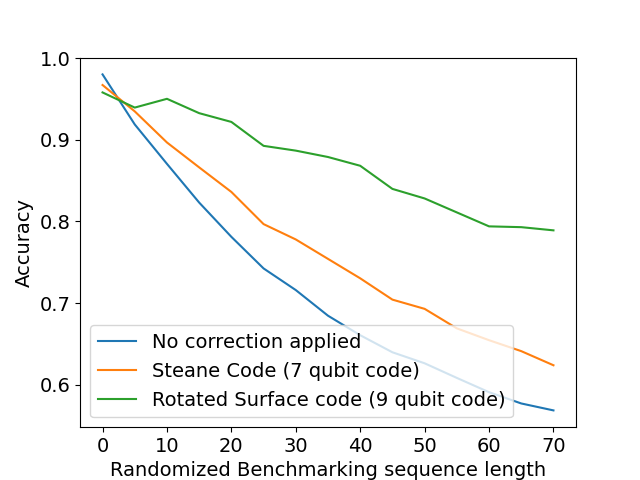 1.0
0.9
0.8
0.7
0.6
Accuracy
No correction applied
Steane Code (7 qubit code)
Rotated Surface code (9 qubit code)
0 10 20 30 40 50 60 70
Randomized Benchmarking sequence length